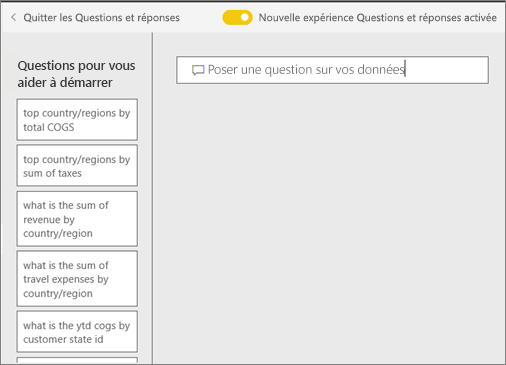 Quitter les Questions et réponses
Nouvelle expérience Questions et réponses activée
Questions pour vous
aider à démarrer
top country/regions by
total COGS
top country/regions by
sum of taxes
what is the sum of
revenue by
country/region
what is the sum of
travel expenses by
country/region
what is the ytd cogs by
customer state id
Poser une question sur vos données